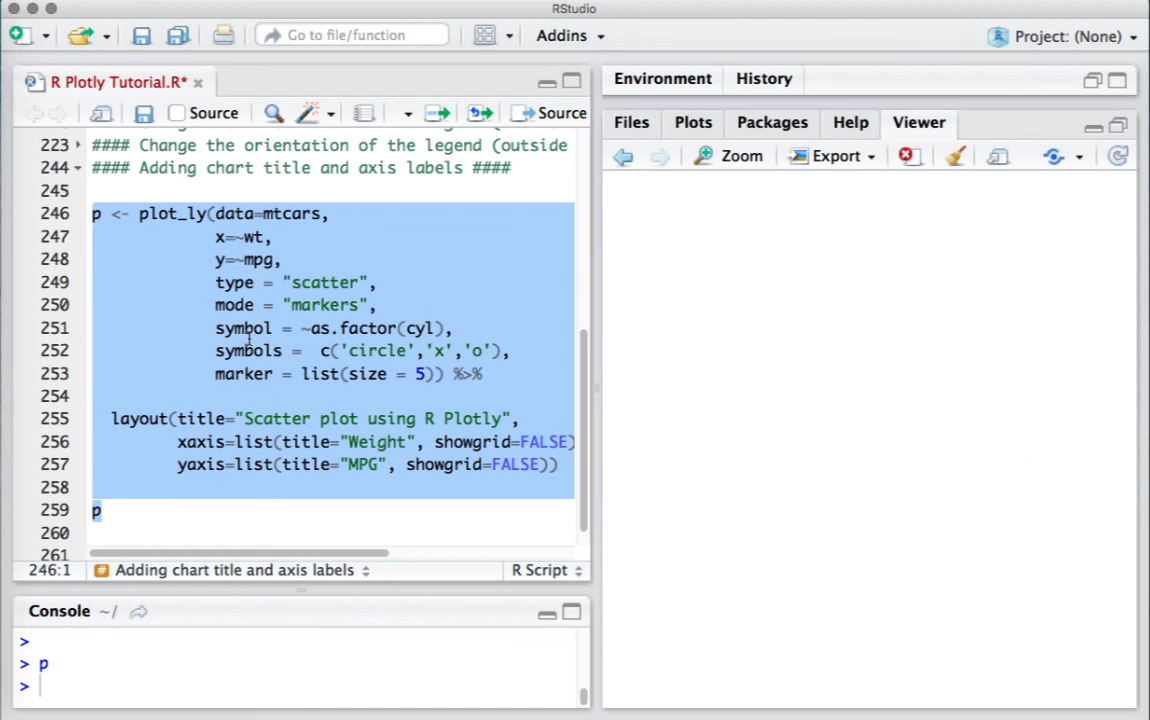 RStudio
Go to file/function
Addins
Project: (None)
R Plotly Tutorial.R*
Source
Source
223 #### Change the orientation of the legend (outside
244 #### Adding chart title and axis labels ####
245
246 p <- plot_ly(data=mtcars,
247 x=~wt,
248 y=~mpg,
249 type = "scatter",
250 mode = "markers",
251 symbol = ~as.factor(cyl),
252 symbols =  c('circle','x','o'),
253 marker = list(size = 5)) %>%
254
255 layout(title="Scatter plot using R Plotly",
256 xaxis=list(title="Weight", showgrid=FALSE)
257 yaxis=list(title="MPG", showgrid=FALSE))
258
259 p
260
261
246:1 # Adding chart title and axis labels R Script
Console ~/
>
> p
>
Environment History
Files Plots Packages Help Viewer
Zoom Export